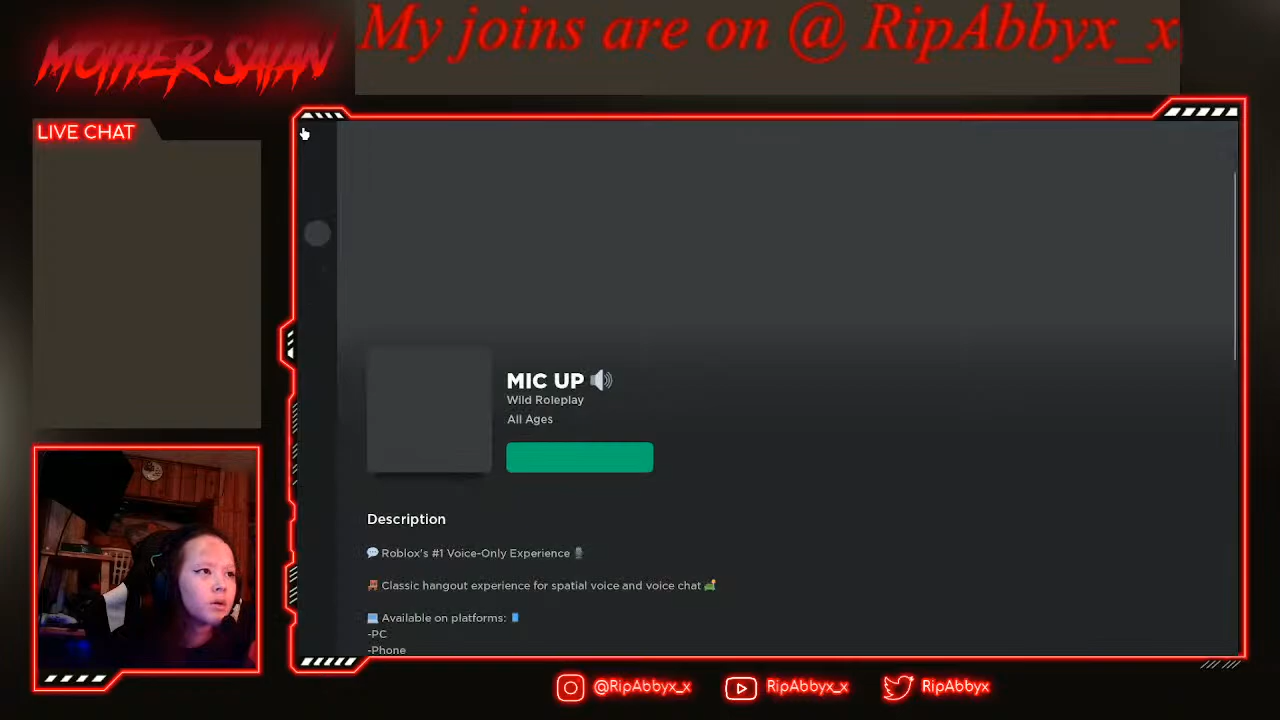 My joins are on @ RipAbbyx_x
MOTHER SATAN
LIVE CHAT
MIC UP
Wild Roleplay
All Ages
Description
💬 Roblox's #1 Voice-Only Experience 🎙️
Classic hangout experience for spatial voice and voice chat
💻 Available on platforms: 📱
-PC
-Phone
@RipAbbyx_x
RipAbbyx_x
RipAbbyx